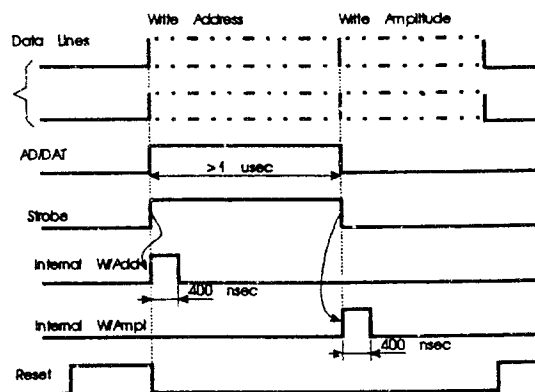 Write Address Write Amplitude
Data Lines
AD/DAT
>1 usec
Strobe
Internal W/Add
400 nsec
Internal W/Ampl
400 nsec
Reset